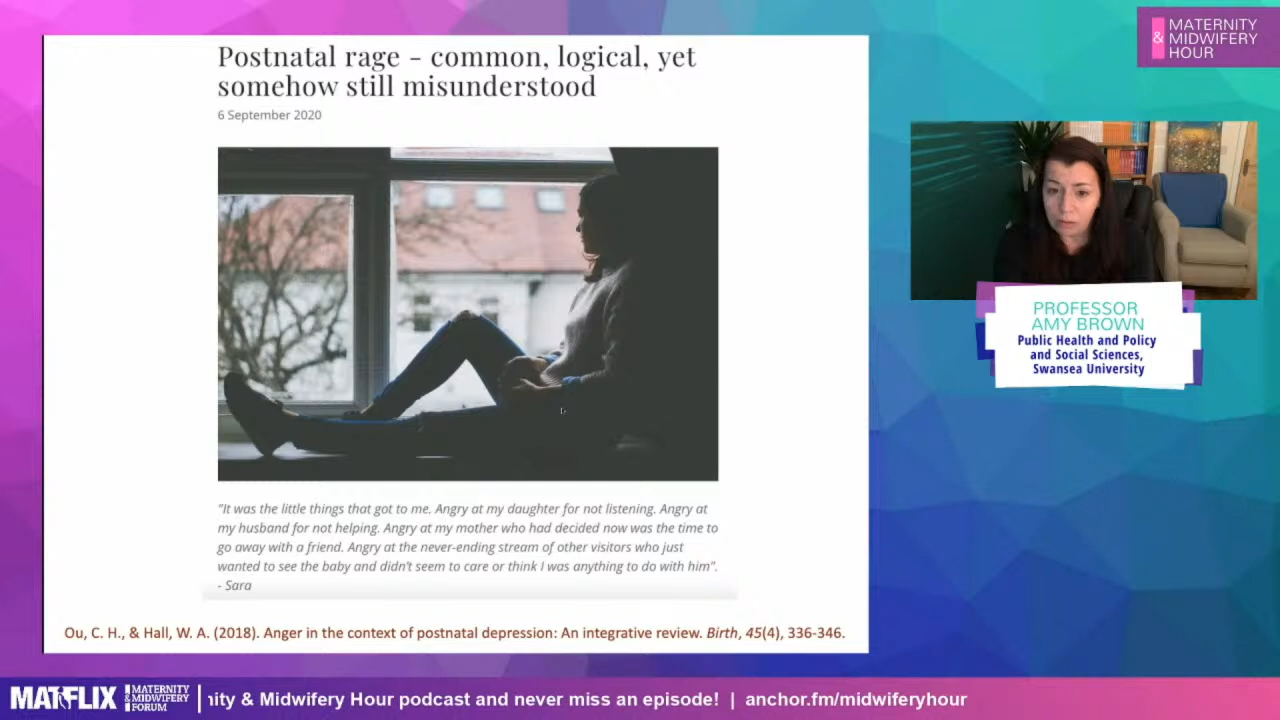 MATERNITY
& MIDWIFERY
HOUR
Postnatal rage - common, logical, yet
somehow still misunderstood
6 September 2020
PROFESSOR
AMY BROWN
Public Health and Policy
and Social Sciences,
Swansea University
"It was the little things that got to me. Angry at my daughter for not listening. Angry at
my husband for not helping. Angry at my mother who had decided now was the time to
go away with a friend. Angry at the never-ending stream of other visitors who just
wanted to see the baby and didn't seem to care or think I was anything to do with him".
- Sara
Ou, C. H., & Hall, W. A. (2018). Anger in the context of postnatal depression: An integrative review. Birth, 45(4), 336-346.
MATFLIX
MATERNITY
& MIDWIFERY
FORUM
nity & Midwifery Hour podcast and never miss an episode! | anchor.fm/midwiferyhour